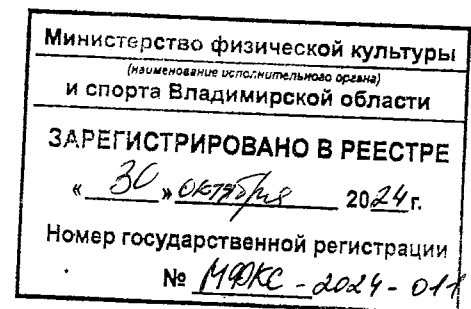 Министерство физической культуры
(наименование исполнительного органа)
и спорта Владимирской области
ЗАРЕГИСТРИРОВАНО В РЕЕСТРЕ
« 30 » октября 2024 г.
Номер государственной регистрации
№ МФКС - 2024 - 011